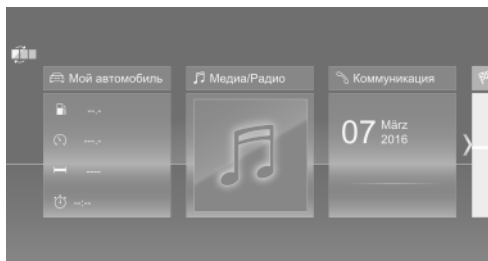 Мой автомобиль
Медиа/Радио
Коммуникация
--,-
---,-
----
--:--
07 März
2016